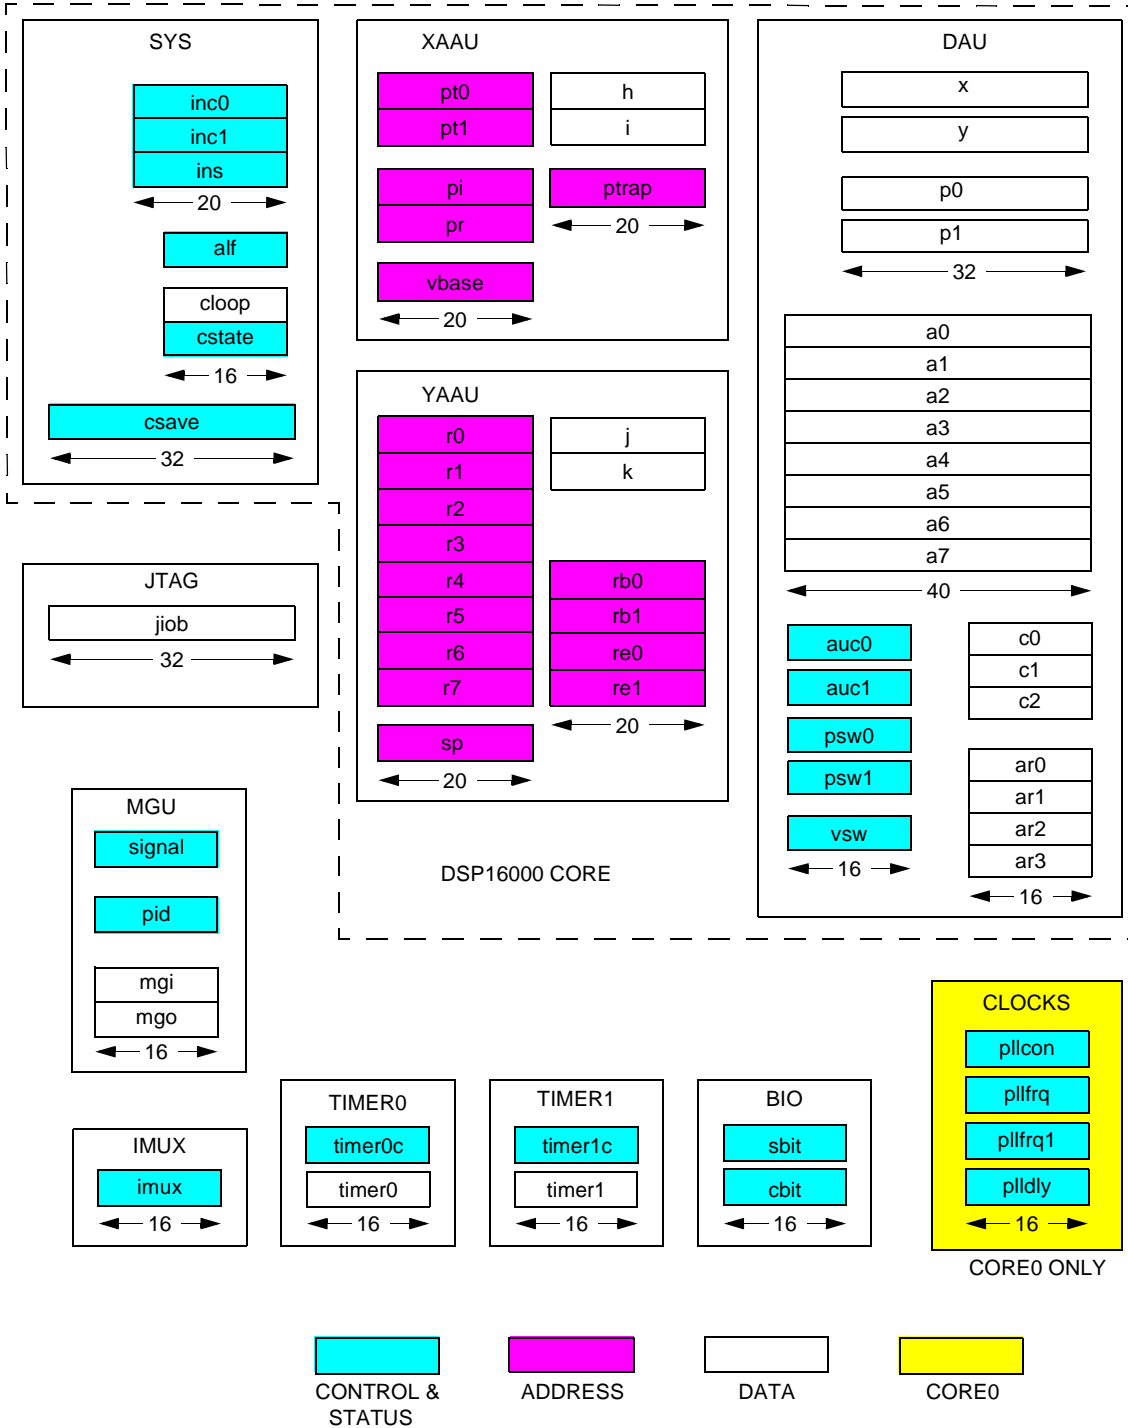 SYS
inc0
inc1
ins
20
alf
cloop
cstate
16
csave
32
XAAU
pt0
pt1
h
i
pi
pr
ptrap
20
vbase
20
DAU
x
y
p0
p1
32
a0
a1
a2
a3
a4
a5
a6
a7
40
auc0
auc1
psw0
psw1
vsw
16
c0
c1
c2
ar0
ar1
ar2
ar3
16
YAAU
r0
r1
r2
r3
r4
r5
r6
r7
sp
20
j
k
rb0
rb1
re0
re1
20
DSP16000 CORE
JTAG
jiob
32
MGU
signal
pid
mgi
mgo
16
IMUX
imux
16
TIMER0
timer0c
timer0
16
TIMER1
timer1c
timer1
16
BIO
sbit
cbit
16
CLOCKS
pllcon
pllfrq
pllfrq1
plldly
16
CORE0 ONLY
CONTROL &
STATUS
ADDRESS
DATA
CORE0